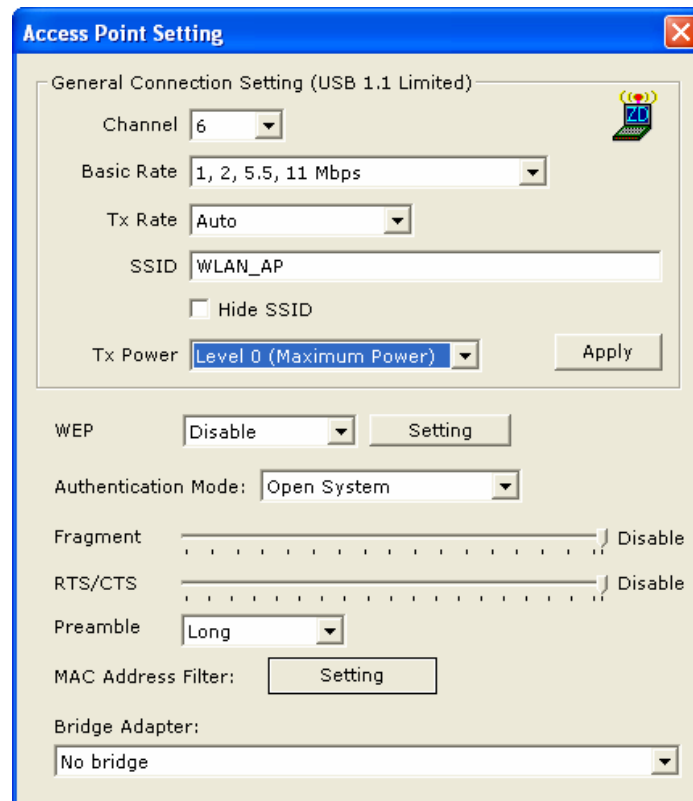 Access Point Setting
General Connection Setting (USB 1.1 Limited)
ZD
Channel 6
Basic Rate 1, 2, 5.5, 11 Mbps
Tx Rate Auto
SSID WLAN_AP
Hide SSID
Tx Power Level 0 (Maximum Power) Apply
WEP Disable Setting
Authentication Mode: Open System
Fragment Disable
RTS/CTS Disable
Preamble Long
MAC Address Filter: Setting
Bridge Adapter:
No bridge